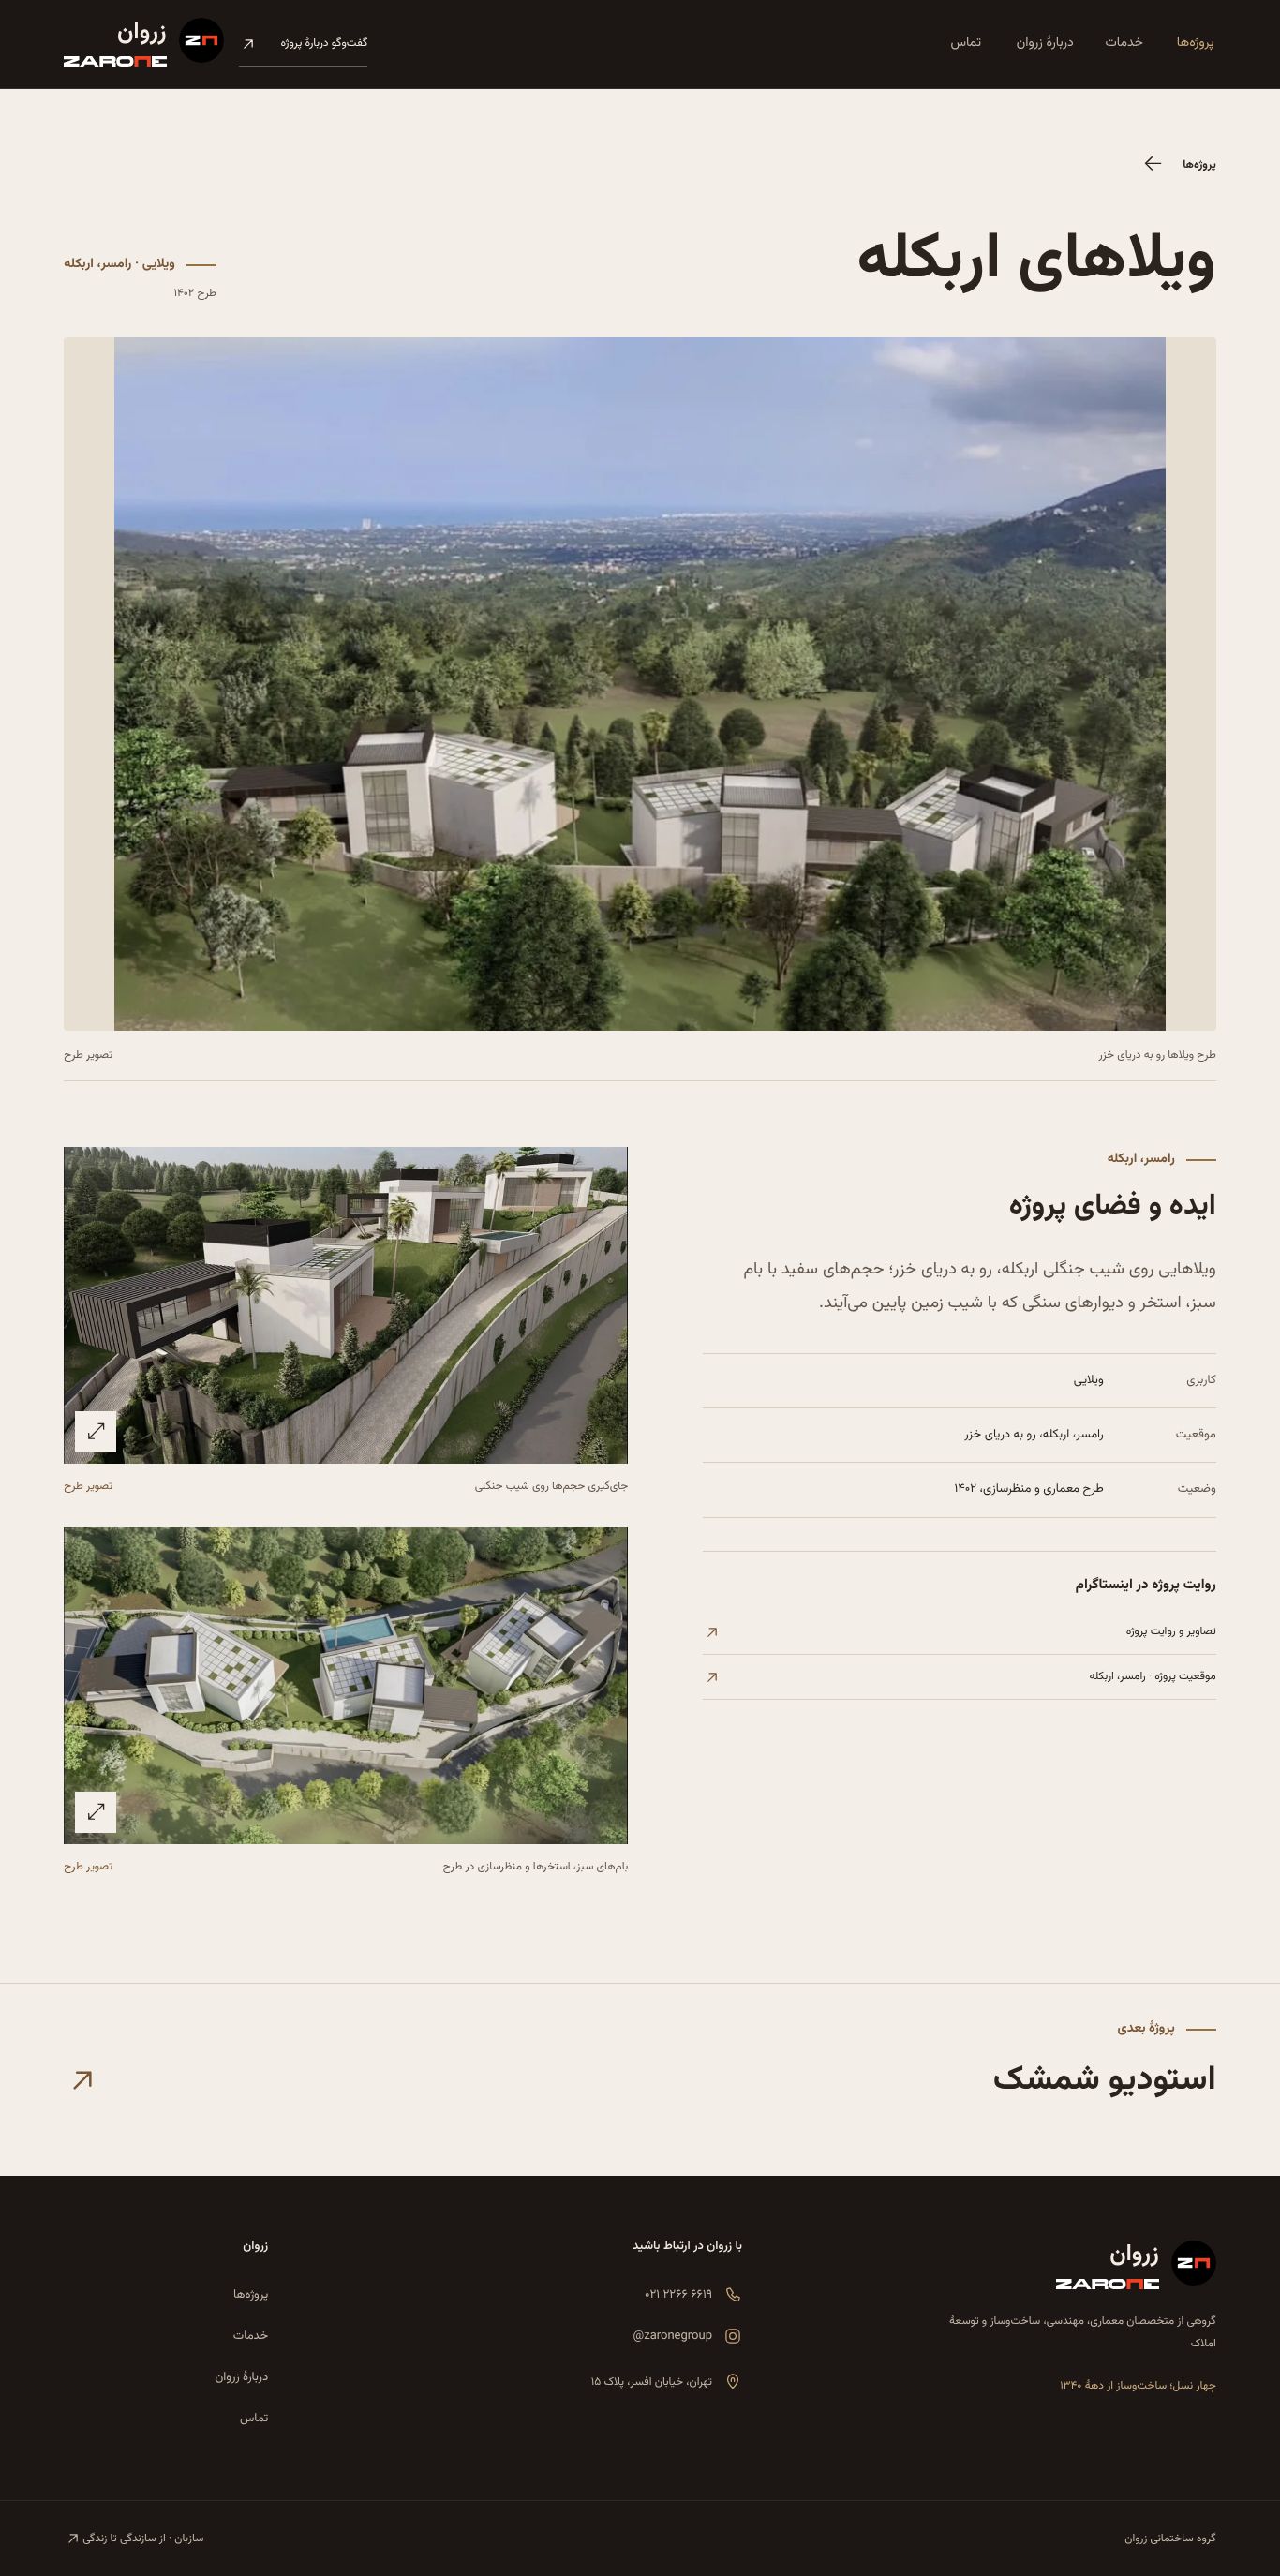 پروژه‌ها
خدمات
دربارهٔ زروان
تماس
گفت‌وگو دربارهٔ پروژه
زروان
ZARONE
پروژه‌ها
ویلاهای اربکله
ویلایی · رامسر، اربکله
طرح ۱۴۰۲
طرح ویلاها رو به دریای خزر
تصویر طرح
رامسر، اربکله
ایده و فضای پروژه
ویلاهایی روی شیب جنگلی اربکله، رو به دریای خزر؛ حجم‌های سفید با بام
سبز، استخر و دیوارهای سنگی که با شیب زمین پایین می‌آیند.
کاربری
ویلایی
موقعیت
رامسر، اربکله، رو به دریای خزر
وضعیت
طرح معماری و منظرسازی، ۱۴۰۲
روایت پروژه در اینستاگرام
تصاویر و روایت پروژه
موقعیت پروژه · رامسر، اربکله
جای‌گیری حجم‌ها روی شیب جنگلی
تصویر طرح
بام‌های سبز، استخرها و منظرسازی در طرح
تصویر طرح
پروژهٔ بعدی
استودیو شمشک
زروان
ZARONE
گروهی از متخصصان معماری، مهندسی، ساخت‌وساز و توسعهٔ
املاک
چهار نسل؛ ساخت‌وساز از دههٔ ۱۳۴۰
با زروان در ارتباط باشید
۰۲۱ ۲۲۶۶ ۶۶۱۹
@zaronegroup
تهران، خیابان افسر، پلاک ۱۵
زروان
پروژه‌ها
خدمات
دربارهٔ زروان
تماس
گروه ساختمانی زروان
سازبان · از سازندگی تا زندگی